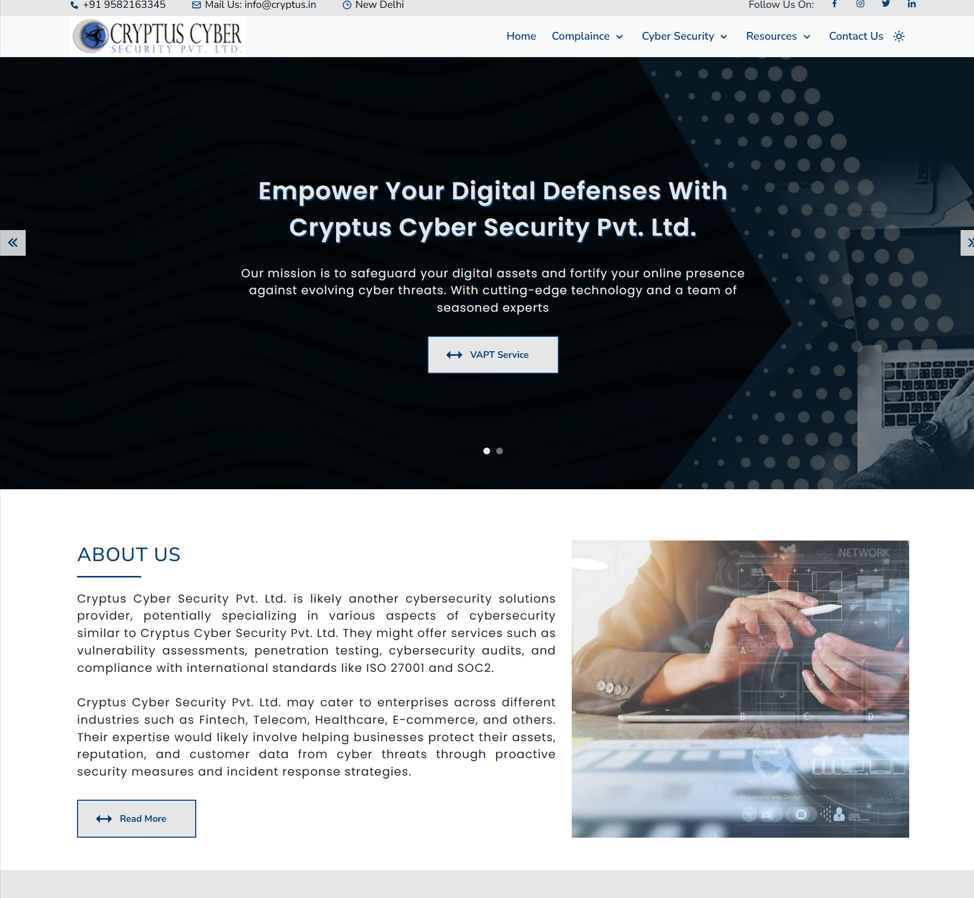 +91 9582163345 Mail Us: info@cryptus.in New Delhi Follow Us On:
CRYPTUS CYBER
SECURITY PVT. LTD.
Home Complaince Cyber Security Resources Contact Us
Empower Your Digital Defenses With
Cryptus Cyber Security Pvt. Ltd.
Our mission is to safeguard your digital assets and fortify your online presence
against evolving cyber threats. With cutting-edge technology and a team of
seasoned experts
VAPT Service
ABOUT US
Cryptus Cyber Security Pvt. Ltd. is likely another cybersecurity solutions
provider, potentially specializing in various aspects of cybersecurity
similar to Cryptus Cyber Security Pvt. Ltd. They might offer services such as
vulnerability assessments, penetration testing, cybersecurity audits, and
compliance with international standards like ISO 27001 and SOC2.
Cryptus Cyber Security Pvt. Ltd. may cater to enterprises across different
industries such as Fintech, Telecom, Healthcare, E-commerce, and others.
Their expertise would likely involve helping businesses protect their assets,
reputation, and customer data from cyber threats through proactive
security measures and incident response strategies.
Read More
NETWORK
A
B C D